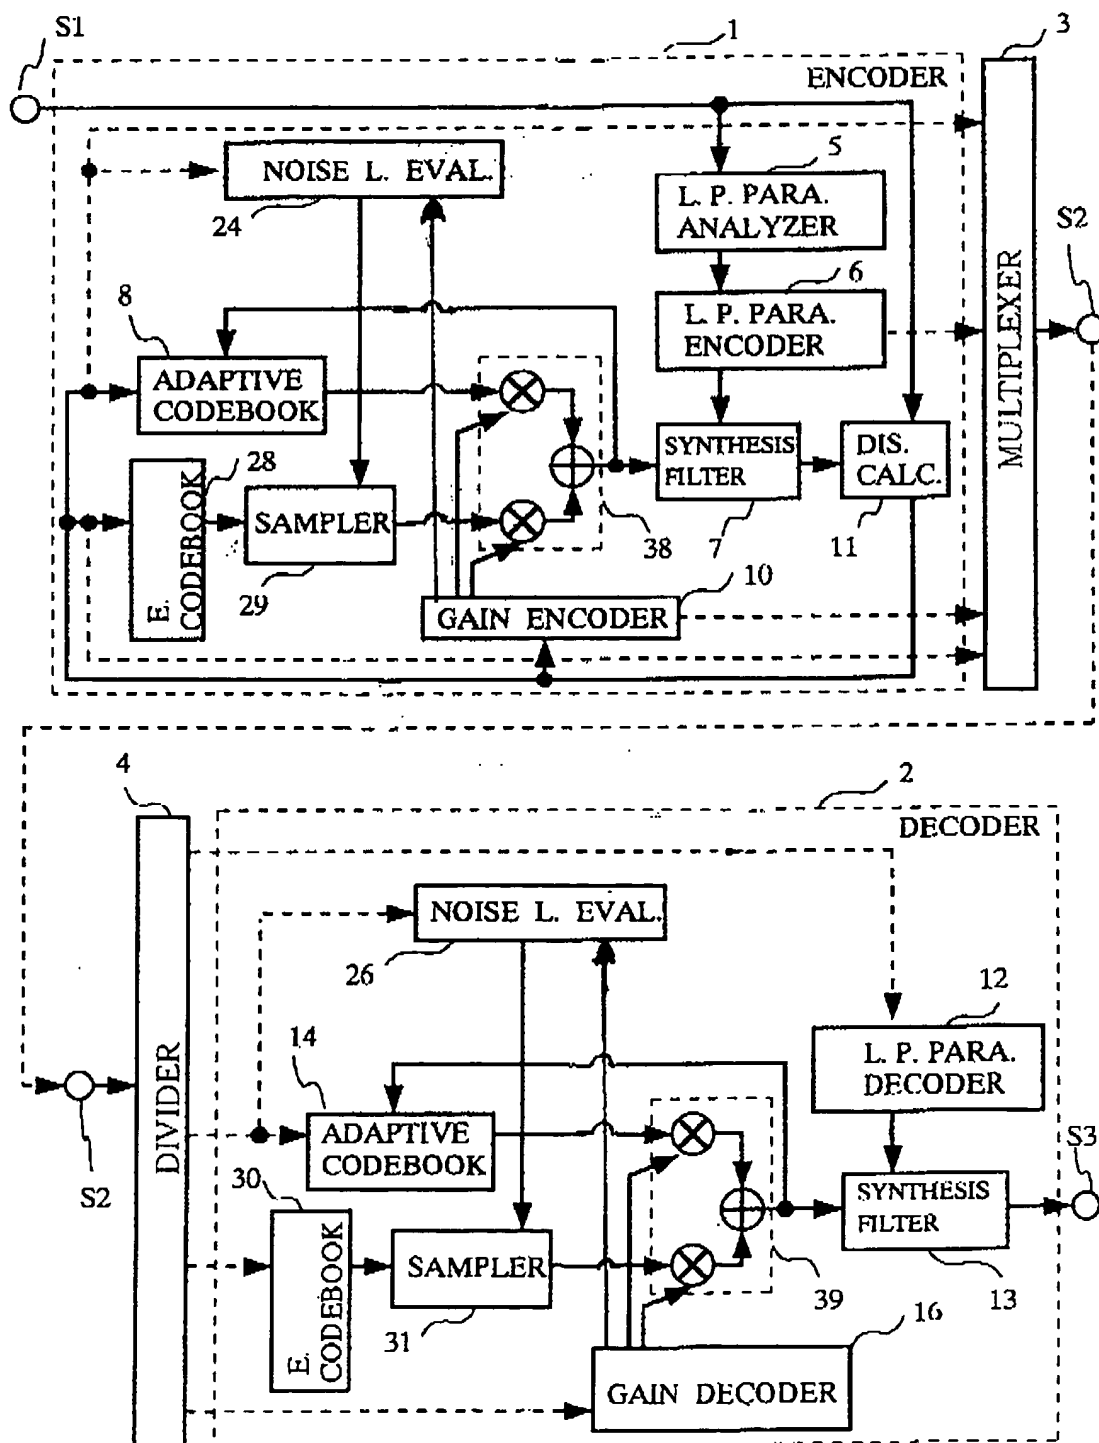 S1
1
3
ENCODER
NOISE L. EVAL.
24
5
L. P. PARA.
ANALYZER
S2
6
L. P. PARA.
ENCODER
MULTIPLEXER
8
ADAPTIVE
CODEBOOK
SYNTHESIS
FILTER
DIS.
CALC.
28
E.
CODEBOOK
SAMPLER
29
38
7
11
10
GAIN ENCODER
4
2
DECODER
NOISE L. EVAL.
26
12
L. P. PARA.
DECODER
DIVIDER
S2
14
ADAPTIVE
CODEBOOK
S3
SYNTHESIS
FILTER
30
E.
CODEBOOK
SAMPLER
31
39
13
16
GAIN DECODER